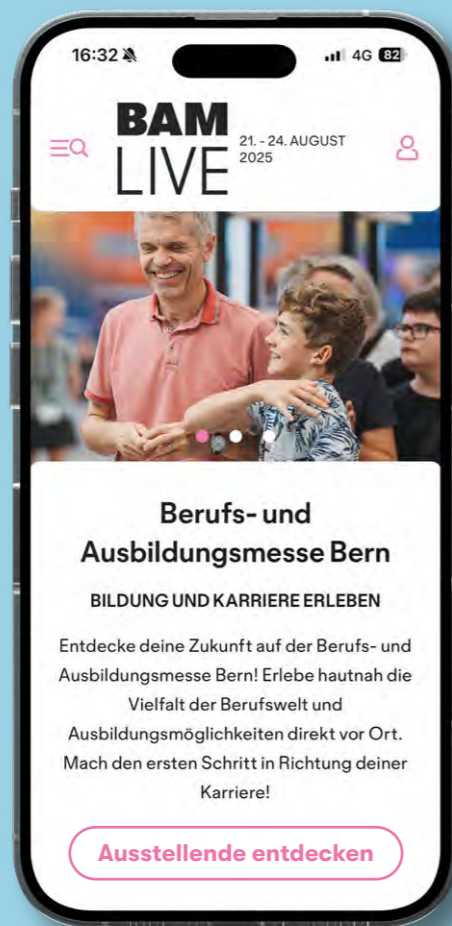 16:32
4G 82
BAM
LIVE
21. - 24. AUGUST
2025
Berufs- und
Ausbildungsmesse Bern
BILDUNG UND KARRIERE ERLEBEN
Entdecke deine Zukunft auf der Berufs- und
Ausbildungsmesse Bern! Erlebe hautnah die
Vielfalt der Berufswelt und
Ausbildungsmöglichkeiten direkt vor Ort.
Mach den ersten Schritt in Richtung deiner
Karriere!
Ausstellende entdecken